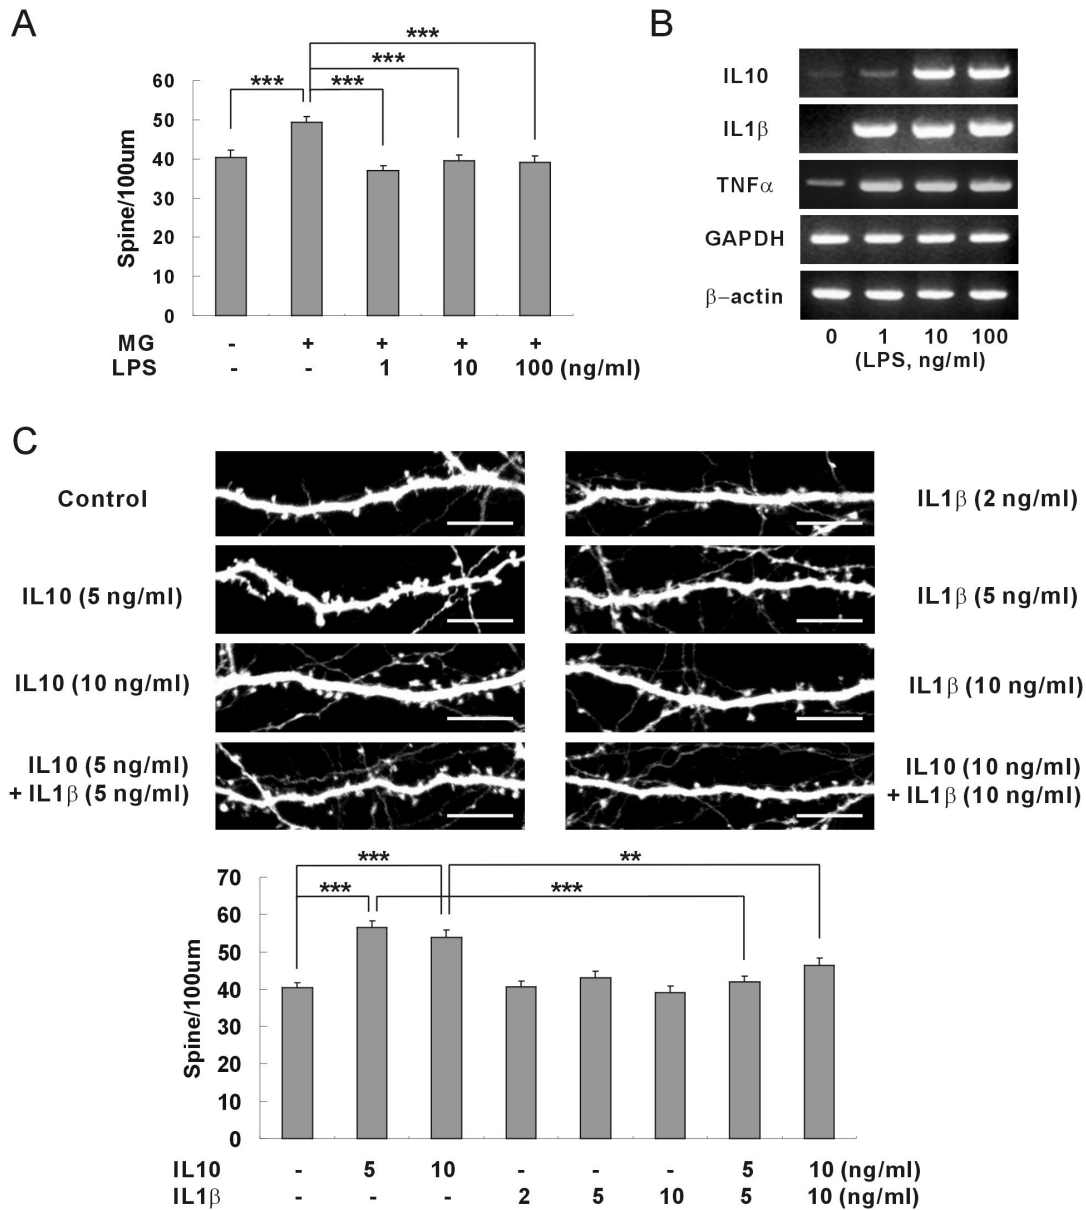 A
***
***
*** ***
60
50
40
30
20
10
0
Spine/100um
MG - + + + +
LPS - - 1 10 100 (ng/ml)
B
IL10
IL1β
TNFα
GAPDH
β–actin
0 1 10 100
(LPS, ng/ml)
C
Control
IL10 (5 ng/ml)
IL10 (10 ng/ml)
IL10 (5 ng/ml)
+ IL1β (5 ng/ml)
IL1β (2 ng/ml)
IL1β (5 ng/ml)
IL1β (10 ng/ml)
IL10 (10 ng/ml)
+ IL1β (10 ng/ml)
*** **
*** ***
70
60
50
40
30
20
10
0
Spine/100um
IL10 - 5 10 - - - 5 10 (ng/ml)
IL1β - - - 2 5 10 5 10 (ng/ml)